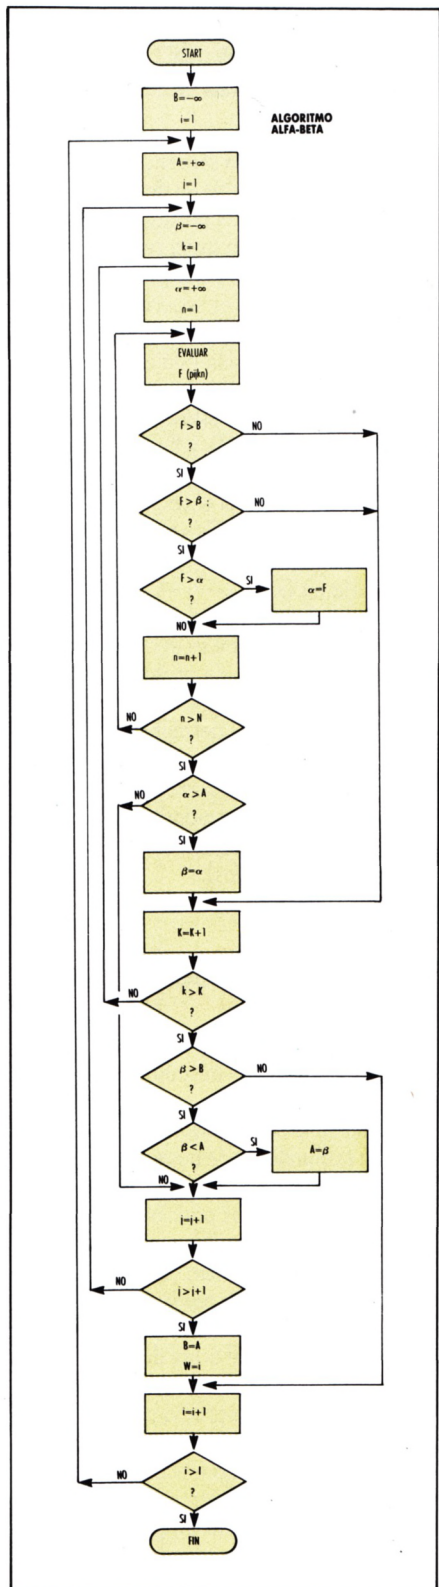 START
B=−∞
i=1
ALGORITMO
ALFA-BETA
A=+∞
j=1
β=−∞
k=1
α=+∞
n=1
EVALUAR
F (pijkn)
F > B
?
NO
SI
F > β :
?
NO
SI
F > α
?
SI
α=F
NO
n=n+1
n > N
?
NO
SI
α > A
?
NO
SI
β=α
K=K+1
k > K
?
NO
SI
β > B
?
NO
SI
β < A
?
SI
A=β
NO
j=j+1
j>j+1
NO
SI
B=A
W=i
i=i+1
i>I
?
NO
SI
FIN